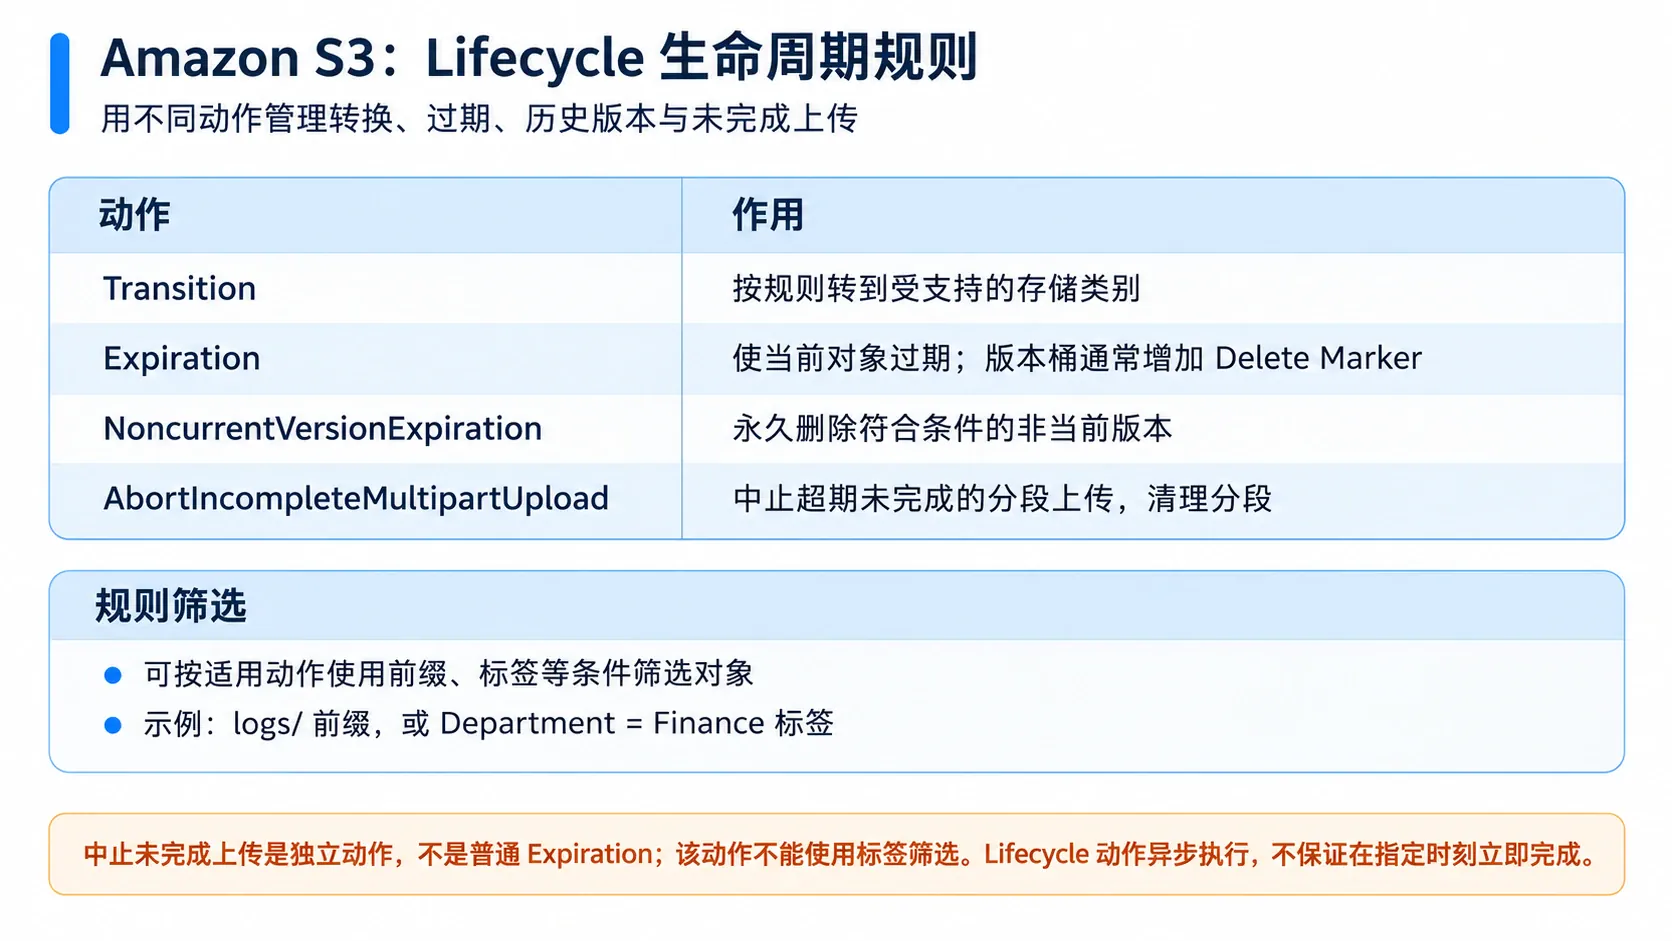 Amazon S3：Lifecycle 生命周期规则
用不同动作管理转换、过期、历史版本与未完成上传
动作
作用
Transition
按规则转到受支持的存储类别
Expiration
使当前对象过期；版本桶通常增加 Delete Marker
NoncurrentVersionExpiration
永久删除符合条件的非当前版本
AbortIncompleteMultipartUpload
中止超期未完成的分段上传，清理分段
规则筛选
可按适用动作使用前缀、标签等条件筛选对象
示例：logs/ 前缀，或 Department = Finance 标签
中止未完成上传是独立动作，不是普通 Expiration；该动作不能使用标签筛选。Lifecycle 动作异步执行，不保证在指定时刻立即完成。